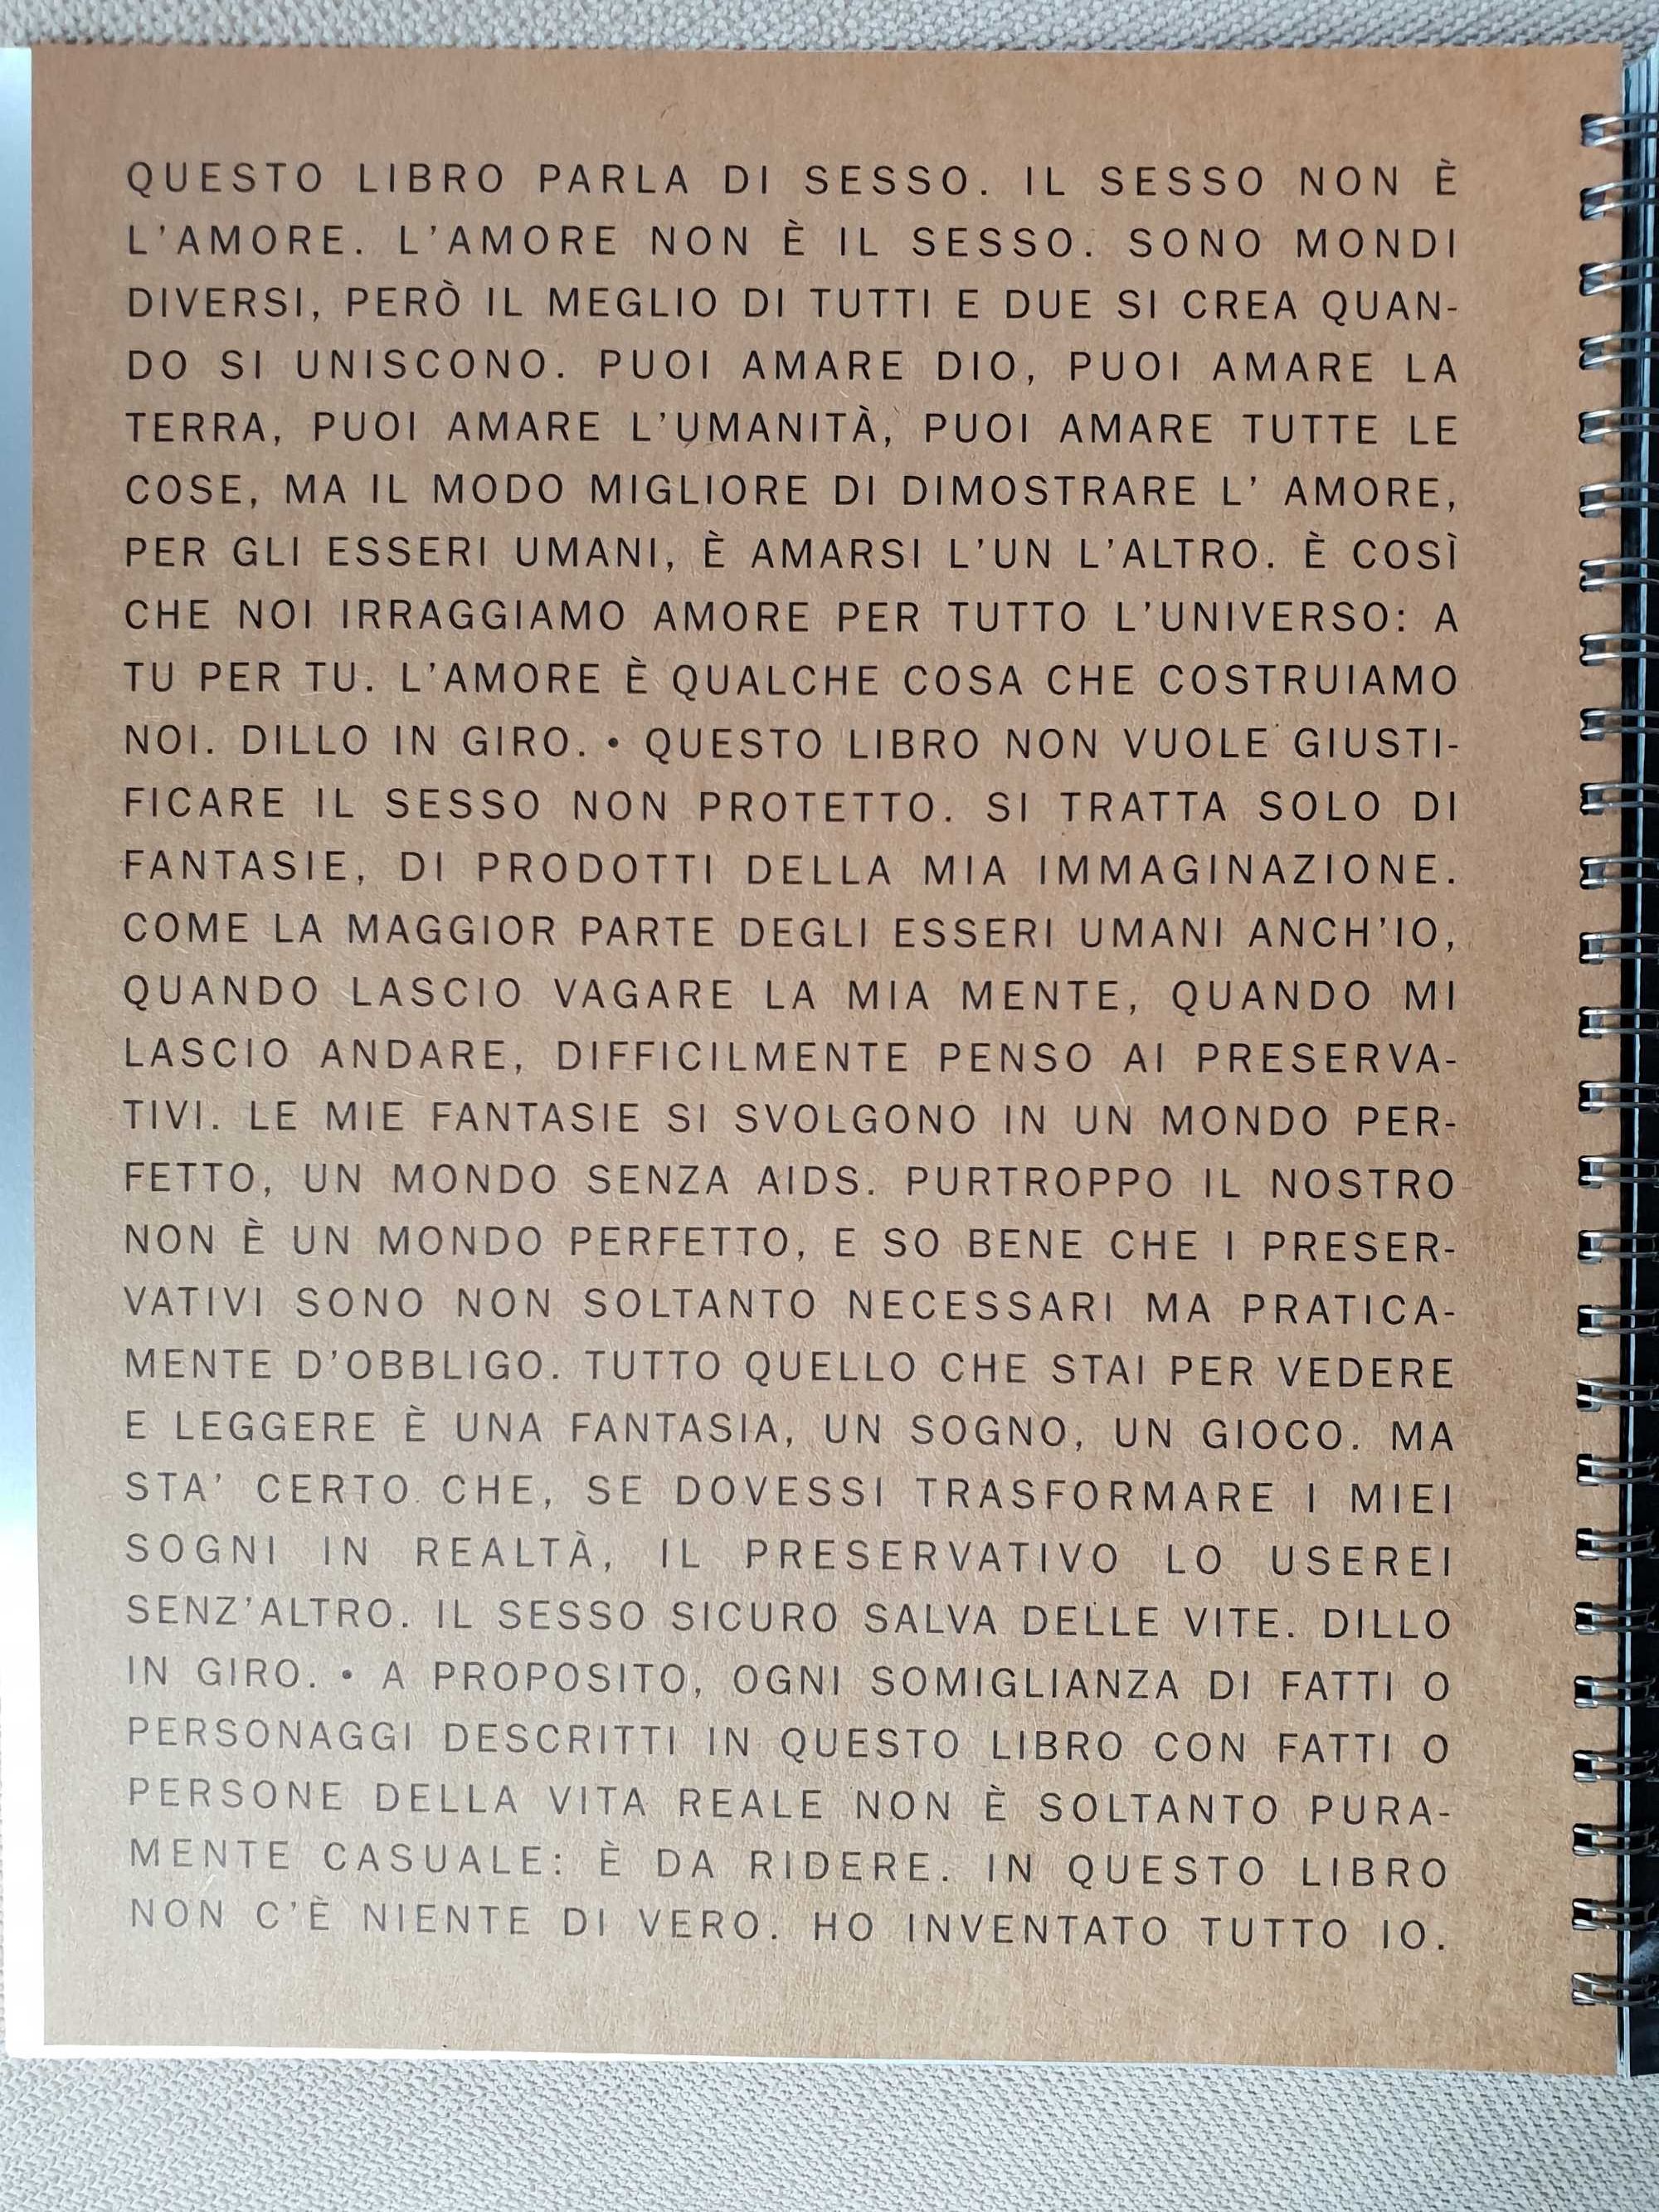 QUESTO LIBRO PARLA DI SESSO. IL SESSO NON È
L'AMORE. L'AMORE NON È IL SESSO. SONO MONDI
DIVERSI, PERÒ IL MEGLIO DI TUTTI E DUE SI CREA QUAN-
DO SI UNISCONO. PUOI AMARE DIO, PUOI AMARE LA
TERRA, PUOI AMARE L'UMANITÀ, PUOI AMARE TUTTE LE
COSE, MA IL MODO MIGLIORE DI DIMOSTRARE L' AMORE,
PER GLI ESSERI UMANI, È AMARSI L'UN L'ALTRO. È COSÌ
CHE NOI IRRAGGIAMO AMORE PER TUTTO L'UNIVERSO: A
TU PER TU. L'AMORE È QUALCHE COSA CHE COSTRUIAMO
NOI. DILLO IN GIRO. • QUESTO LIBRO NON VUOLE GIUSTI-
FICARE IL SESSO NON PROTETTO. SI TRATTA SOLO DI
FANTASIE, DI PRODOTTI DELLA MIA IMMAGINAZIONE.
COME LA MAGGIOR PARTE DEGLI ESSERI UMANI ANCH'IO,
QUANDO LASCIO VAGARE LA MIA MENTE, QUANDO MI
LASCIO ANDARE, DIFFICILMENTE PENSO AI PRESERVA-
TIVI. LE MIE FANTASIE SI SVOLGONO IN UN MONDO PER-
FETTO, UN MONDO SENZA AIDS. PURTROPPO IL NOSTRO
NON È UN MONDO PERFETTO, E SO BENE CHE I PRESER-
VATIVI SONO NON SOLTANTO NECESSARI MA PRATICA-
MENTE D'OBBLIGO. TUTTO QUELLO CHE STAI PER VEDERE
E LEGGERE È UNA FANTASIA, UN SOGNO, UN GIOCO. MA
STA' CERTO CHE, SE DOVESSI TRASFORMARE I MIEI
SOGNI IN REALTÀ, IL PRESERVATIVO LO USEREI
SENZ'ALTRO. IL SESSO SICURO SALVA DELLE VITE. DILLO
IN GIRO. • A PROPOSITO, OGNI SOMIGLIANZA DI FATTI O
PERSONAGGI DESCRITTI IN QUESTO LIBRO CON FATTI O
PERSONE DELLA VITA REALE NON È SOLTANTO PURA-
MENTE CASUALE: È DA RIDERE. IN QUESTO LIBRO
NON C'È NIENTE DI VERO. HO INVENTATO TUTTO IO.